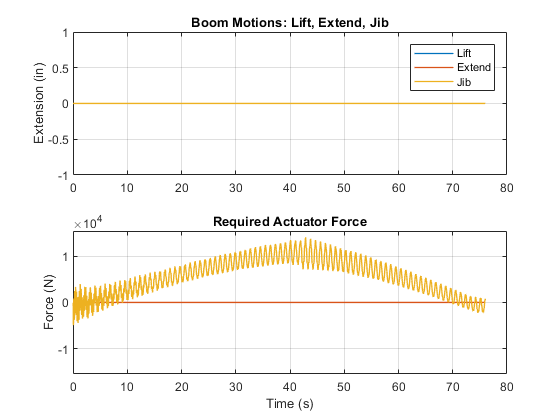 Boom Motions: Lift, Extend, Jib
Extension (in)
1
0.5
0
-0.5
-1
Lift
Extend
Jib
0 10 20 30 40 50 60 70 80
Required Actuator Force
×10^4
Force (N)
1
0
-1
0 10 20 30 40 50 60 70 80
Time (s)